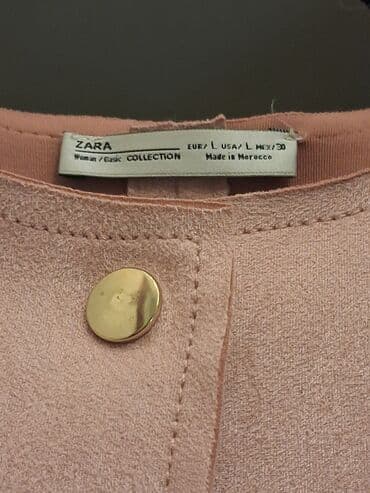 ZARA
EUR/ L USA/ L MEX/ 30
Woman / Basic COLLECTION
Made in Morocco